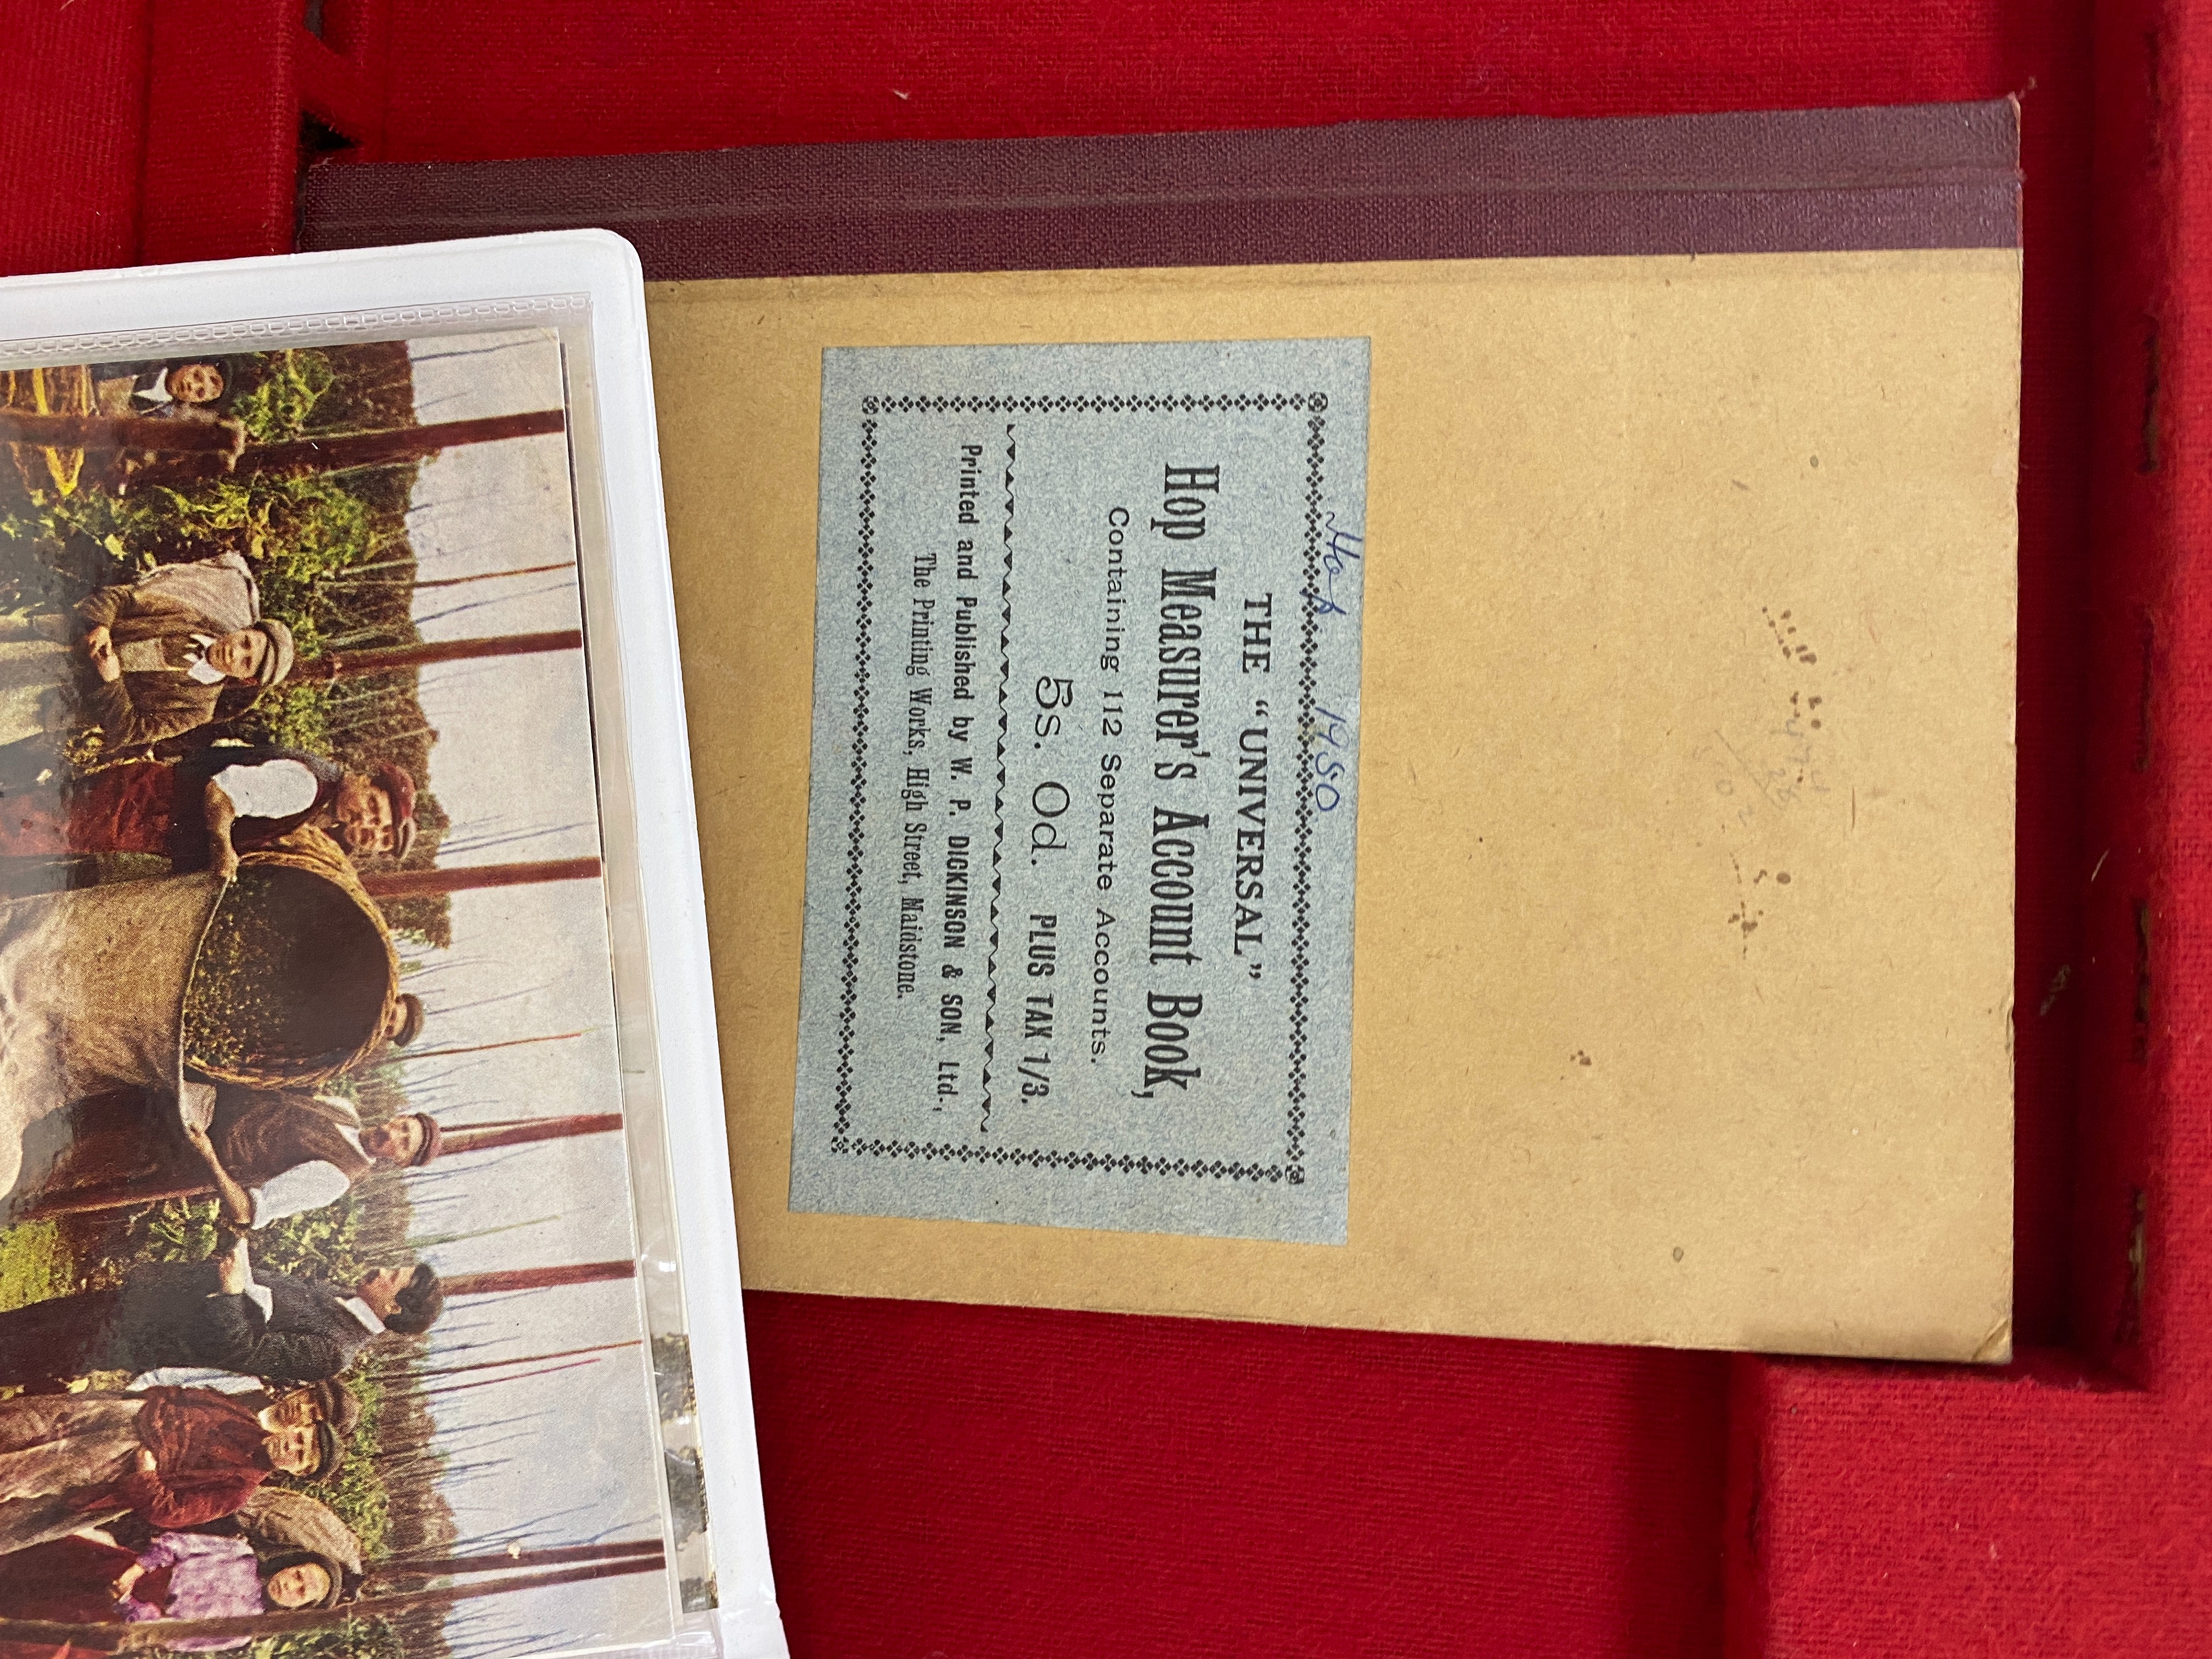 Hop 1950
THE “UNIVERSAL”
Hop Measurer's Account Book,
Containing 112 Separate Accounts.
5s. 0d. PLUS TAX 1/3.
Printed and Published by W. P. DICKINSON & SON, Ltd.,
The Printing Works, High Street, Maidstone.